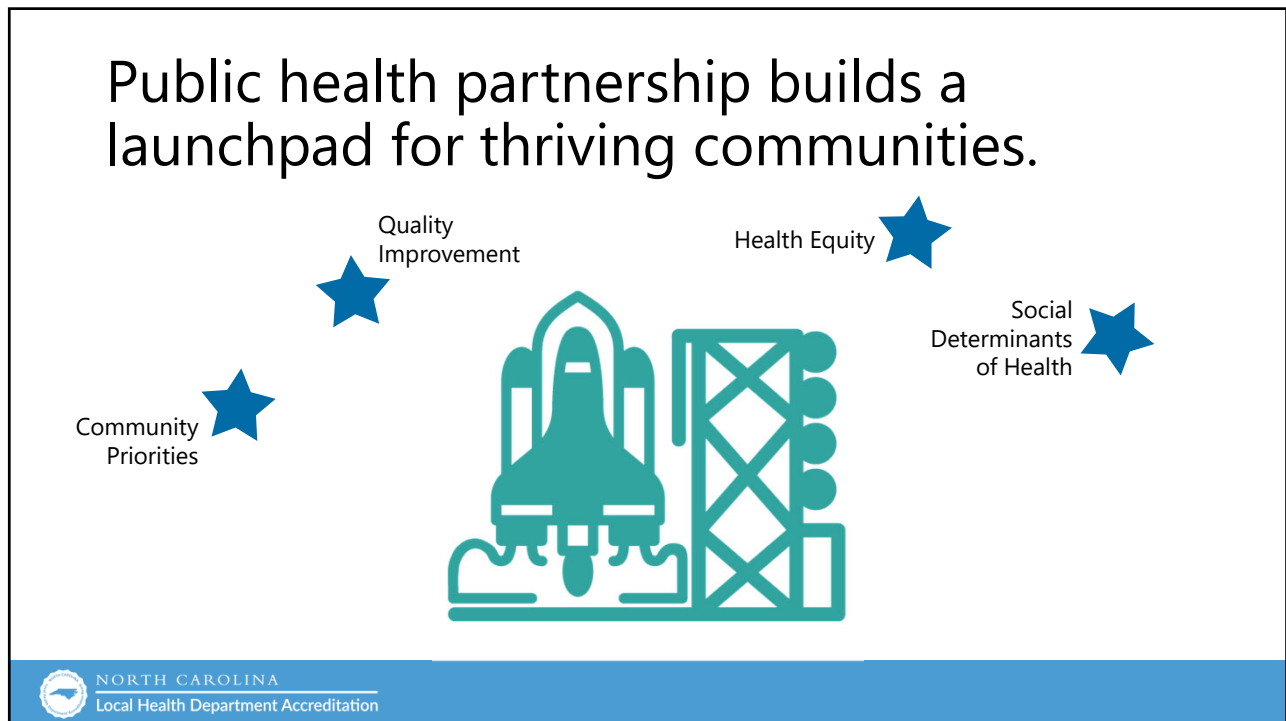 Public health partnership builds a
launchpad for thriving communities.
Quality
Improvement
Health Equity
Social
Determinants
of Health
Community
Priorities
NORTH CAROLINA
Local Health Department Accreditation